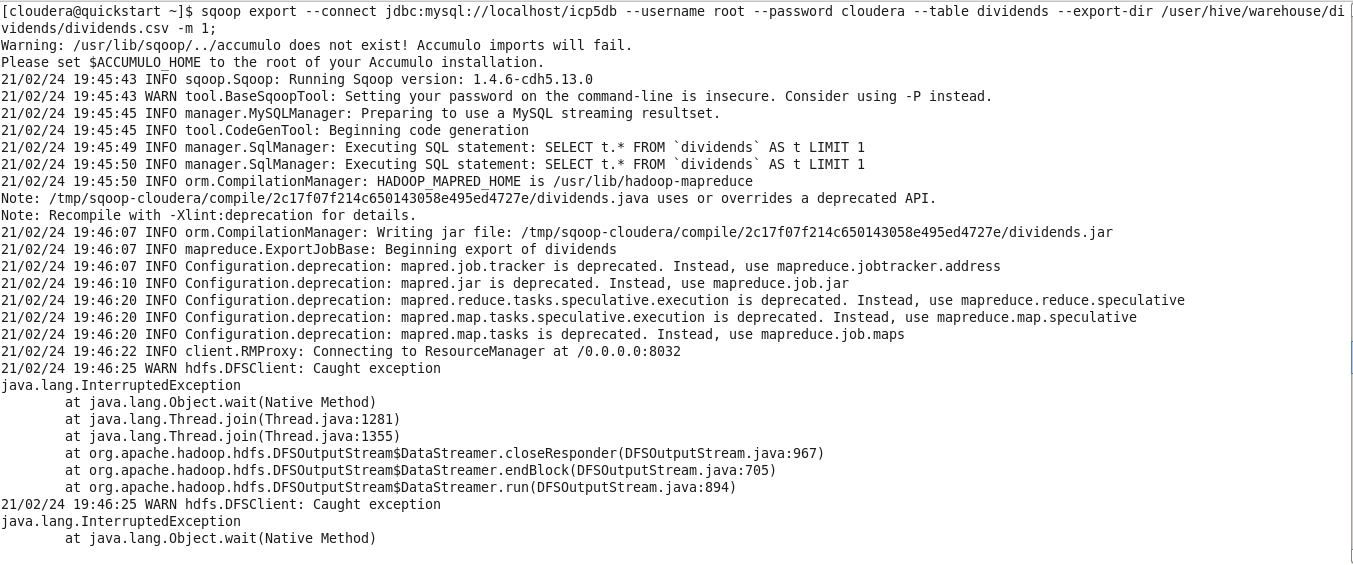 [cloudera@quickstart ~]$ sqoop export --connect jdbc:mysql://localhost/icp5db --username root --password cloudera --table dividends --export-dir /user/hive/warehouse/di
vidends/dividends.csv -m 1;
Warning: /usr/lib/sqoop/../accumulo does not exist! Accumulo imports will fail.
Please set $ACCUMULO_HOME to the root of your Accumulo installation.
21/02/24 19:45:43 INFO sqoop.Sqoop: Running Sqoop version: 1.4.6-cdh5.13.0
21/02/24 19:45:43 WARN tool.BaseSqoopTool: Setting your password on the command-line is insecure. Consider using -P instead.
21/02/24 19:45:45 INFO manager.MySQLManager: Preparing to use a MySQL streaming resultset.
21/02/24 19:45:45 INFO tool.CodeGenTool: Beginning code generation
21/02/24 19:45:49 INFO manager.SqlManager: Executing SQL statement: SELECT t.* FROM `dividends` AS t LIMIT 1
21/02/24 19:45:50 INFO manager.SqlManager: Executing SQL statement: SELECT t.* FROM `dividends` AS t LIMIT 1
21/02/24 19:45:50 INFO orm.CompilationManager: HADOOP_MAPRED_HOME is /usr/lib/hadoop-mapreduce
Note: /tmp/sqoop-cloudera/compile/2c17f07f214c650143058e495ed4727e/dividends.java uses or overrides a deprecated API.
Note: Recompile with -Xlint:deprecation for details.
21/02/24 19:46:07 INFO orm.CompilationManager: Writing jar file: /tmp/sqoop-cloudera/compile/2c17f07f214c650143058e495ed4727e/dividends.jar
21/02/24 19:46:07 INFO mapreduce.ExportJobBase: Beginning export of dividends
21/02/24 19:46:07 INFO Configuration.deprecation: mapred.job.tracker is deprecated. Instead, use mapreduce.jobtracker.address
21/02/24 19:46:10 INFO Configuration.deprecation: mapred.jar is deprecated. Instead, use mapreduce.job.jar
21/02/24 19:46:20 INFO Configuration.deprecation: mapred.reduce.tasks.speculative.execution is deprecated. Instead, use mapreduce.reduce.speculative
21/02/24 19:46:20 INFO Configuration.deprecation: mapred.map.tasks.speculative.execution is deprecated. Instead, use mapreduce.map.speculative
21/02/24 19:46:20 INFO Configuration.deprecation: mapred.map.tasks is deprecated. Instead, use mapreduce.job.maps
21/02/24 19:46:22 INFO client.RMProxy: Connecting to ResourceManager at /0.0.0.0:8032
21/02/24 19:46:25 WARN hdfs.DFSClient: Caught exception
java.lang.InterruptedException
        at java.lang.Object.wait(Native Method)
        at java.lang.Thread.join(Thread.java:1281)
        at java.lang.Thread.join(Thread.java:1355)
        at org.apache.hadoop.hdfs.DFSOutputStream$DataStreamer.closeResponder(DFSOutputStream.java:967)
        at org.apache.hadoop.hdfs.DFSOutputStream$DataStreamer.endBlock(DFSOutputStream.java:705)
        at org.apache.hadoop.hdfs.DFSOutputStream$DataStreamer.run(DFSOutputStream.java:894)
21/02/24 19:46:25 WARN hdfs.DFSClient: Caught exception
java.lang.InterruptedException
        at java.lang.Object.wait(Native Method)